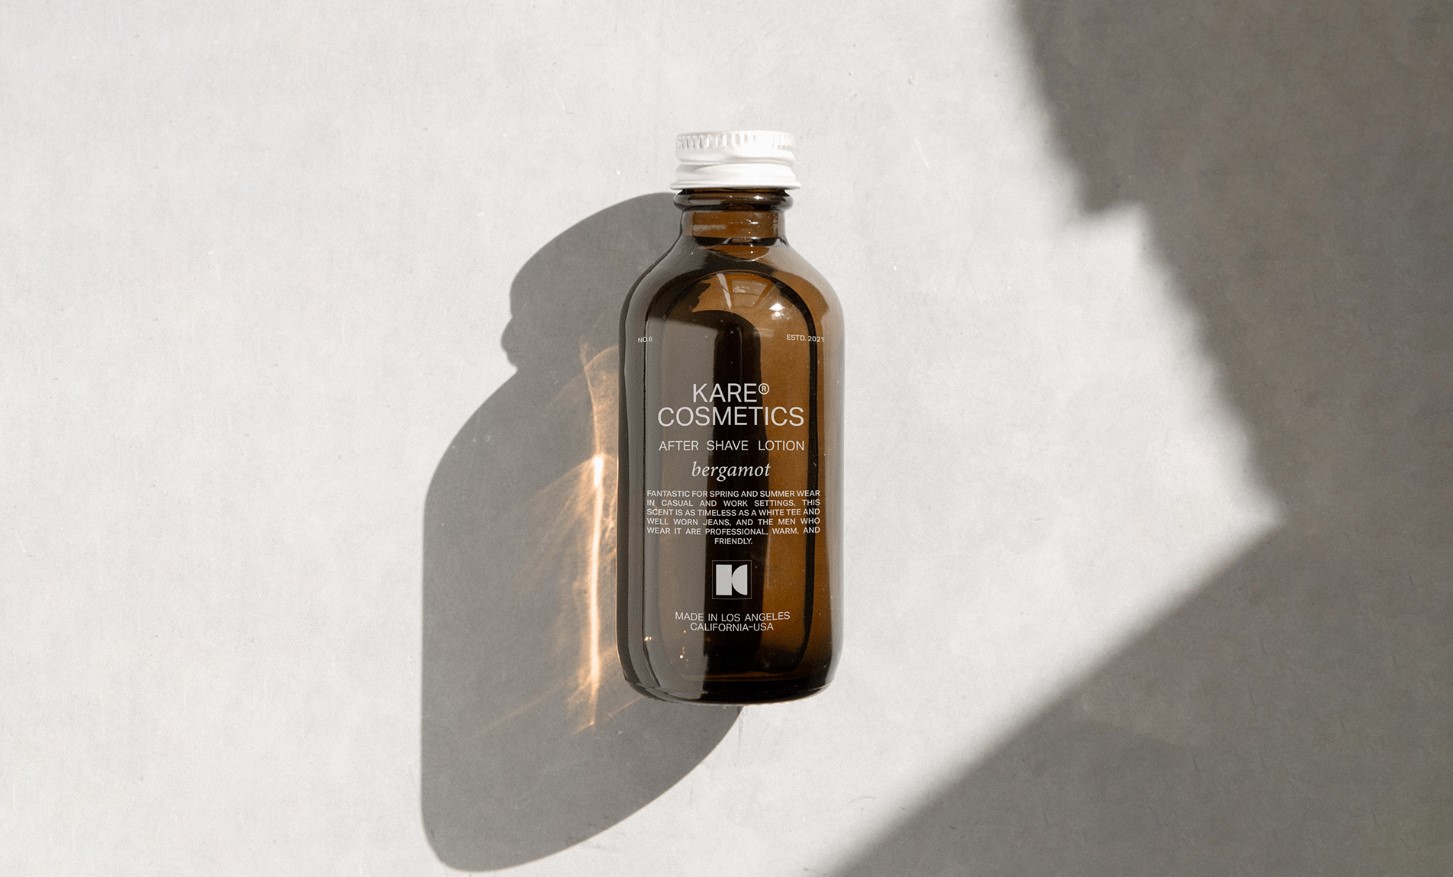 NO.6 ESTD. 2021
KARE®
COSMETICS
AFTER SHAVE LOTION
bergamot
FANTASTIC FOR SPRING AND SUMMER WEAR
IN CASUAL AND WORK SETTINGS, THIS
SCENT IS AS TIMELESS AS A WHITE TEE AND
WELL WORN JEANS, AND THE MEN WHO
WEAR IT ARE PROFESSIONAL, WARM, AND
FRIENDLY.
MADE IN LOS ANGELES
CALIFORNIA–USA